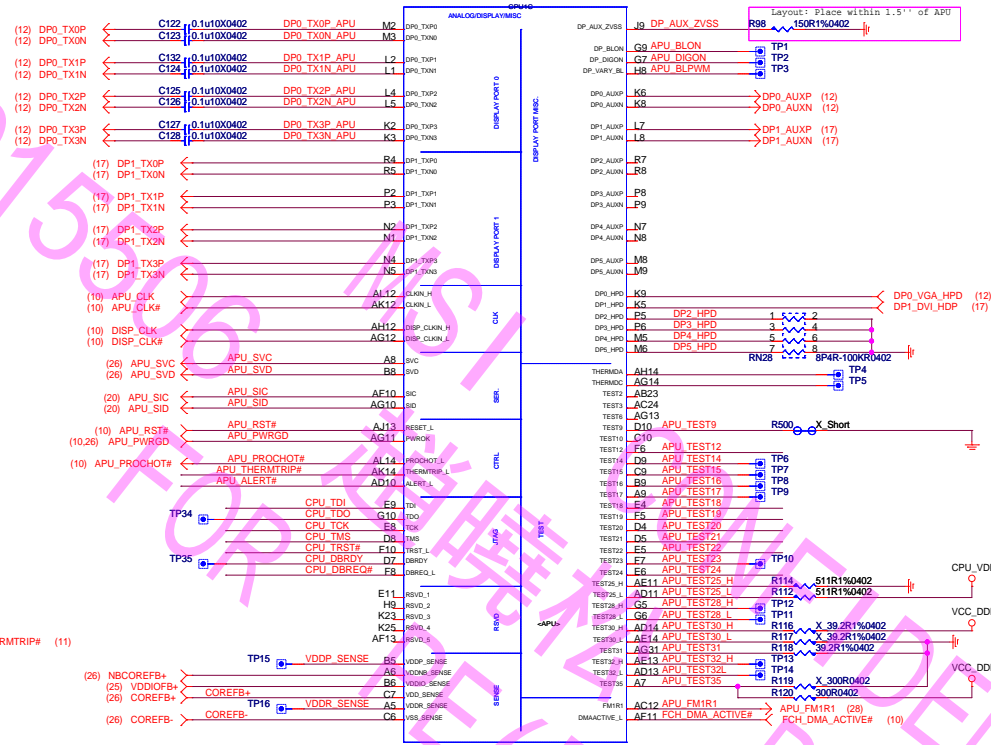 CPU1C
ANALOG/DISPLAY/MISC
Layout: Place within 1.5'' of APU
(12) DP0_TX0P C122 0.1u10X0402 DP0_TX0P_APU M2 DP0_TXP0
(12) DP0_TX0N C123 0.1u10X0402 DP0_TX0N_APU M3 DP0_TXN0
(12) DP0_TX1P C132 0.1u10X0402 DP0_TX1P_APU L2 DP0_TXP1
(12) DP0_TX1N C124 0.1u10X0402 DP0_TX1N_APU L1 DP0_TXN1
(12) DP0_TX2P C125 0.1u10X0402 DP0_TX2P_APU L4 DP0_TXP2
(12) DP0_TX2N C126 0.1u10X0402 DP0_TX2N_APU L5 DP0_TXN2
(12) DP0_TX3P C127 0.1u10X0402 DP0_TX3P_APU K2 DP0_TXP3
(12) DP0_TX3N C128 0.1u10X0402 DP0_TX3N_APU K3 DP0_TXN3
DISPLAY PORT 0
(17) DP1_TX0P R4 DP1_TXP0
(17) DP1_TX0N R5 DP1_TXN0
(17) DP1_TX1P P2 DP1_TXP1
(17) DP1_TX1N P3 DP1_TXN1
(17) DP1_TX2P N2 DP1_TXP2
(17) DP1_TX2N N1 DP1_TXN2
(17) DP1_TX3P N4 DP1_TXP3
(17) DP1_TX3N N5 DP1_TXN3
DISPLAY PORT 1
(10) APU_CLK AL12 CLKIN_H
(10) APU_CLK# AK12 CLKIN_L
(10) DISP_CLK AH12 DISP_CLKIN_H
(10) DISP_CLK# AG12 DISP_CLKIN_L
CLK
(26) APU_SVC APU_SVC A8 SVC
(26) APU_SVD APU_SVD B8 SVD
(20) APU_SIC APU_SIC AF10 SIC
(20) APU_SID APU_SID AG10 SID
SER.
(10) APU_RST# APU_RST# AJ13 RESET_L
(10,26) APU_PWRGD APU_PWRGD AG11 PWROK
(10) APU_PROCHOT# APU_PROCHOT# AL14 PROCHOT_L
APU_THERMTRIP# AK14 THERMTRIP_L
APU_ALERT# AD10 ALERT_L
CTRL
CPU_TDI E9 TDI
TP34 CPU_TDO G10 TDO
CPU_TCK E8 TCK
CPU_TMS D8 TMS
CPU_TRST# F10 TRST_L
TP35 CPU_DBRDY D7 DBRDY
CPU_DBREQ# F8 DBREQ_L
JTAG
E11 RSVD_1
H9 RSVD_2
K23 RSVD_3
K25 RSVD_4
AF13 RSVD_5
RSVD
RMTRIP# (11)
TP15 VDDP_SENSE B5 VDDP_SENSE
(26) NBCOREFB+ A6 VDDNB_SENSE
(25) VDDIOFB+ B6 VDDIO_SENSE
(26) COREFB+ COREFB+ C7 VDD_SENSE
TP16 VDDR_SENSE A5 VDDR_SENSE
(26) COREFB- COREFB- C6 VSS_SENSE
SENSE
DP_AUX_ZVSS J9 DP_AUX_ZVSS R98 150R1%0402
DP_BLON G9 APU_BLON TP1
DP_DIGON G7 APU_DIGON TP2
DP_VARY_BL H8 APU_BLPWM TP3
DP0_AUXP K6 DP0_AUXP (12)
DP0_AUXN K8 DP0_AUXN (12)
DP1_AUXP L7 DP1_AUXP (17)
DP1_AUXN L8 DP1_AUXN (17)
DP2_AUXP R7
DP2_AUXN R8
DP3_AUXP P8
DP3_AUXN P9
DP4_AUXP N7
DP4_AUXN N8
DP5_AUXP M8
DP5_AUXN M9
DISPLAY PORT MISC.
DP0_HPD K9 DP0_VGA_HPD (12)
DP1_HPD K5 DP1_DVI_HDP (17)
DP2_HPD P5 DP2_HPD 1 2
DP3_HPD P6 DP3_HPD 3 4
DP4_HPD M5 DP4_HPD 5 6
DP5_HPD M6 DP5_HPD 7 8
RN28 8P4R-100KR0402
THERMDA AH14 TP4
THERMDC AG14 TP5
TEST2 AB23
TEST3 AC24
TEST6 AG13
TEST9 D10 APU_TEST9 R500 X_Short
TEST10 C10
TEST12 F6 APU_TEST12
TEST14 D9 APU_TEST14 TP6
TEST15 C9 APU_TEST15 TP7
TEST16 B9 APU_TEST16 TP8
TEST17 A9 APU_TEST17 TP9
TEST18 E4 APU_TEST18
TEST19 F5 APU_TEST19
TEST20 D4 APU_TEST20
TEST21 D5 APU_TEST21
TEST22 E5 APU_TEST22
TEST23 F7 APU_TEST23 TP10
TEST24 E6 APU_TEST24
TEST25_H AE11 APU_TEST25_H R114 511R1%0402
TEST25_L AD11 APU_TEST25_L R112 511R1%0402
CPU_VD
TEST28_H G5 APU_TEST28_H TP12
TEST28_L G6 APU_TEST28_L TP11
TEST30_H AD14 APU_TEST30_H R116 X_39.2R1%0402
TEST30_L AE14 APU_TEST30_L R117 X_39.2R1%0402
TEST31 AG31 APU_TEST31 R118 39.2R1%0402
VCC_DD
TEST32_H AE13 APU_TEST32_H TP13
TEST32_L AD13 APU_TEST32L TP14
TEST35 A7 APU_TEST35 R119 X_300R0402
R120 300R0402
VCC_DD
TEST
<APU>
FM1R1 AC12 APU_FM1R1 APU_FM1R1 (28)
DMAACTIVE_L AF11 FCH_DMA_ACTIVE# FCH_DMA_ACTIVE# (10)
15506
MSI
CONFIDE
FOR